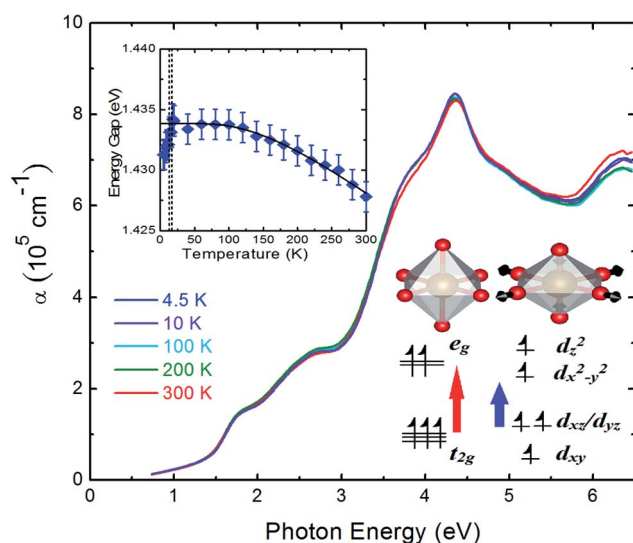 10
8
6
4
2
0
α (10⁵ cm⁻¹)
0 1 2 3 4 5 6
Photon Energy (eV)
1.440
1.435
1.430
1.425
Energy Gap (eV)
0 50 100 150 200 250 300
Temperature (K)
4.5 K
10 K
100 K
200 K
300 K
e_g
t_2g
d_z²
d_x²-y²
d_xz/d_yz
d_xy